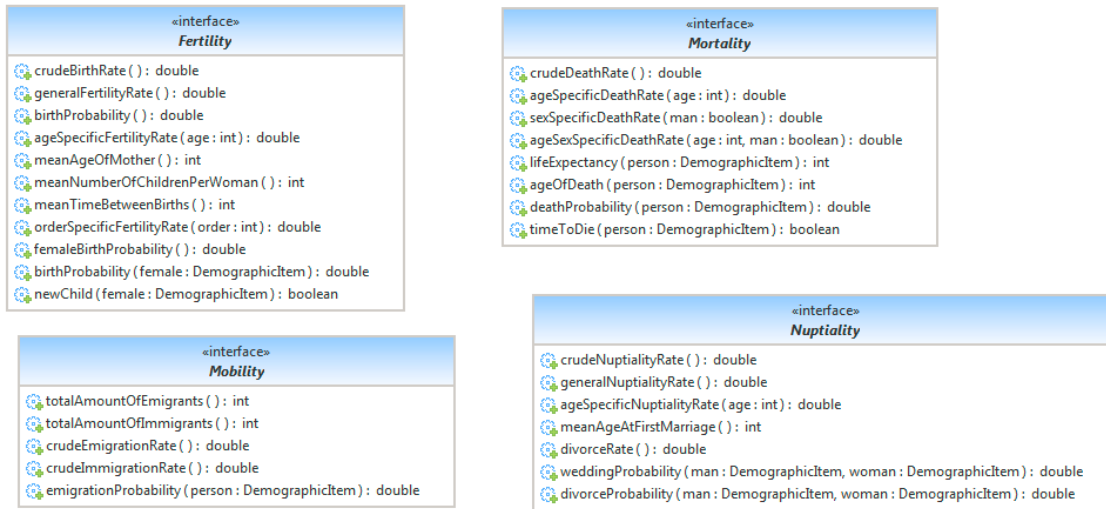 «interface»
Fertility
crudeBirthRate ( ) : double
generalFertilityRate ( ) : double
birthProbability ( ) : double
ageSpecificFertilityRate ( age : int ) : double
meanAgeOfMother ( ) : int
meanNumberOfChildrenPerWoman ( ) : int
meanTimeBetweenBirths ( ) : int
orderSpecificFertilityRate ( order : int ) : double
femaleBirthProbability ( ) : double
birthProbability ( female : DemographicItem ) : double
newChild ( female : DemographicItem ) : boolean
«interface»
Mortality
crudeDeathRate ( ) : double
ageSpecificDeathRate ( age : int ) : double
sexSpecificDeathRate ( man : boolean ) : double
ageSexSpecificDeathRate ( age : int, man : boolean ) : double
lifeExpectancy ( person : DemographicItem ) : int
ageOfDeath ( person : DemographicItem ) : int
deathProbability ( person : DemographicItem ) : double
timeToDie ( person : DemographicItem ) : boolean
«interface»
Mobility
totalAmountOfEmigrants ( ) : int
totalAmountOfImmigrants ( ) : int
crudeEmigrationRate ( ) : double
crudeImmigrationRate ( ) : double
emigrationProbability ( person : DemographicItem ) : double
«interface»
Nuptiality
crudeNuptialityRate ( ) : double
generalNuptialityRate ( ) : double
ageSpecificNuptialityRate ( age : int ) : double
meanAgeAtFirstMarriage ( ) : int
divorceRate ( ) : double
weddingProbability ( man : DemographicItem, woman : DemographicItem ) : double
divorceProbability ( man : DemographicItem, woman : DemographicItem ) : double